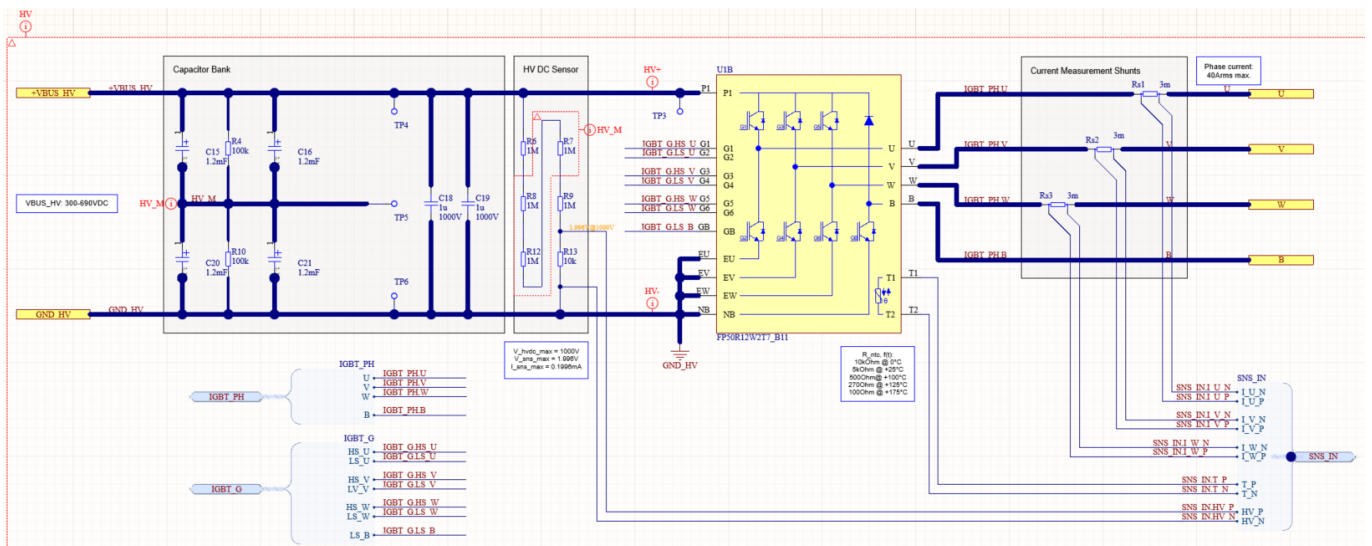 HV
Capacitor Bank
HV DC Sensor
HV+
U1B
Current Measurement Shunts
Phase current:
40Arms max.
+VBUS_HV
+VBUS_HV
P1
P1
IGBT_PH.U
Rs1
3m
U
U
TP4
TP3
C15
1.2mF
R4
100k
C16
1.2mF
R6
1M
R7
1M
HV_M
IGBT_G.HS_U
G1
G1
IGBT_G.LS_U
G2
G2
U
U
IGBT_PH.V
Rs2
3m
V
V
IGBT_G.HS_V
G3
G3
IGBT_G.LS_V
G4
G4
V
V
W
W
IGBT_PH.W
Rs3
3m
W
W
VBUS_HV: 300-690VDC
HV_M
HV_M
TP5
C18
1u
1000V
C19
1u
1000V
R8
1M
R9
1M
IGBT_G.HS_W
G5
G5
IGBT_G.LS_W
G6
G6
B
B
1.996V@1000V
IGBT_G.LS_B
GB
GB
C20
1.2mF
R10
100k
C21
1.2mF
R12
1M
R13
10k
EU
EU
IGBT_PH.B
B
B
EV
EV
T1
T1
TP6
HV-
EW
EW
GND_HV
GND_HV
NB
NB
T2
T2
FP50R12W2T7_B11
GND_HV
V_hvdc_max = 1000V
V_sns_max = 1.996V
I_sns_max = 0.1996mA
R_ntc, f(t):
10kOhm @ 0°C
5kOhm @ +25°C
500Ohm @ +100°C
270Ohm @ +125°C
100Ohm @ +175°C
IGBT_PH
U
IGBT_PH.U
V
IGBT_PH.V
W
IGBT_PH.W
B
IGBT_PH.B
IGBT_PH
SNS_IN
SNS_IN.I_U_N
I_U_N
SNS_IN.I_U_P
I_U_P
SNS_IN.I_V_N
I_V_N
SNS_IN.I_V_P
I_V_P
SNS_IN.I_W_N
I_W_N
SNS_IN.I_W_P
I_W_P
SNS_IN
SNS_IN.T_P
T_P
SNS_IN.T_N
T_N
SNS_IN.HV_P
HV_P
SNS_IN.HV_N
HV_N
IGBT_G
HS_U
IGBT_G.HS_U
LS_U
IGBT_G.LS_U
HS_V
IGBT_G.HS_V
LV_V
IGBT_G.LS_V
HS_W
IGBT_G.HS_W
LS_W
IGBT_G.LS_W
LS_B
IGBT_G.LS_B
IGBT_G